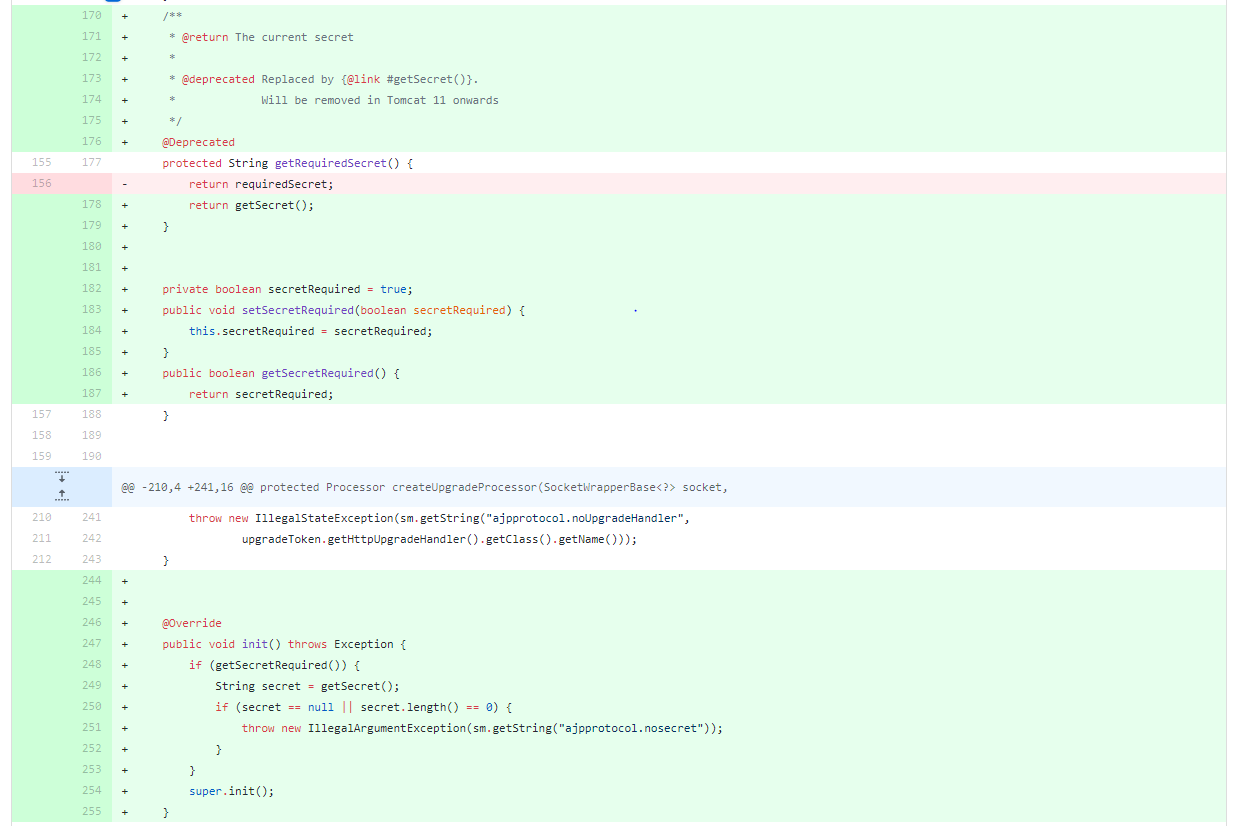 170 + /**
171 + * @return The current secret
172 + *
173 + * @deprecated Replaced by {@link #getSecret()}.
174 + * Will be removed in Tomcat 11 onwards
175 + */
176 + @Deprecated
155 177 protected String getRequiredSecret() {
156 - return requiredSecret;
178 + return getSecret();
179 + }
180 +
181 +
182 + private boolean secretRequired = true;
183 + public void setSecretRequired(boolean secretRequired) {
184 + this.secretRequired = secretRequired;
185 + }
186 + public boolean getSecretRequired() {
187 + return secretRequired;
157 188 }
158 189
159 190
@@ -210,4 +241,16 @@ protected Processor createUpgradeProcessor(SocketWrapperBase<?> socket,
210 241 throw new IllegalStateException(sm.getString("ajpprotocol.noUpgradeHandler",
211 242 upgradeToken.getHttpUpgradeHandler().getClass().getName()));
212 243 }
244 +
245 +
246 + @Override
247 + public void init() throws Exception {
248 + if (getSecretRequired()) {
249 + String secret = getSecret();
250 + if (secret == null || secret.length() == 0) {
251 + throw new IllegalArgumentException(sm.getString("ajpprotocol.nosecret"));
252 + }
253 + }
254 + super.init();
255 + }